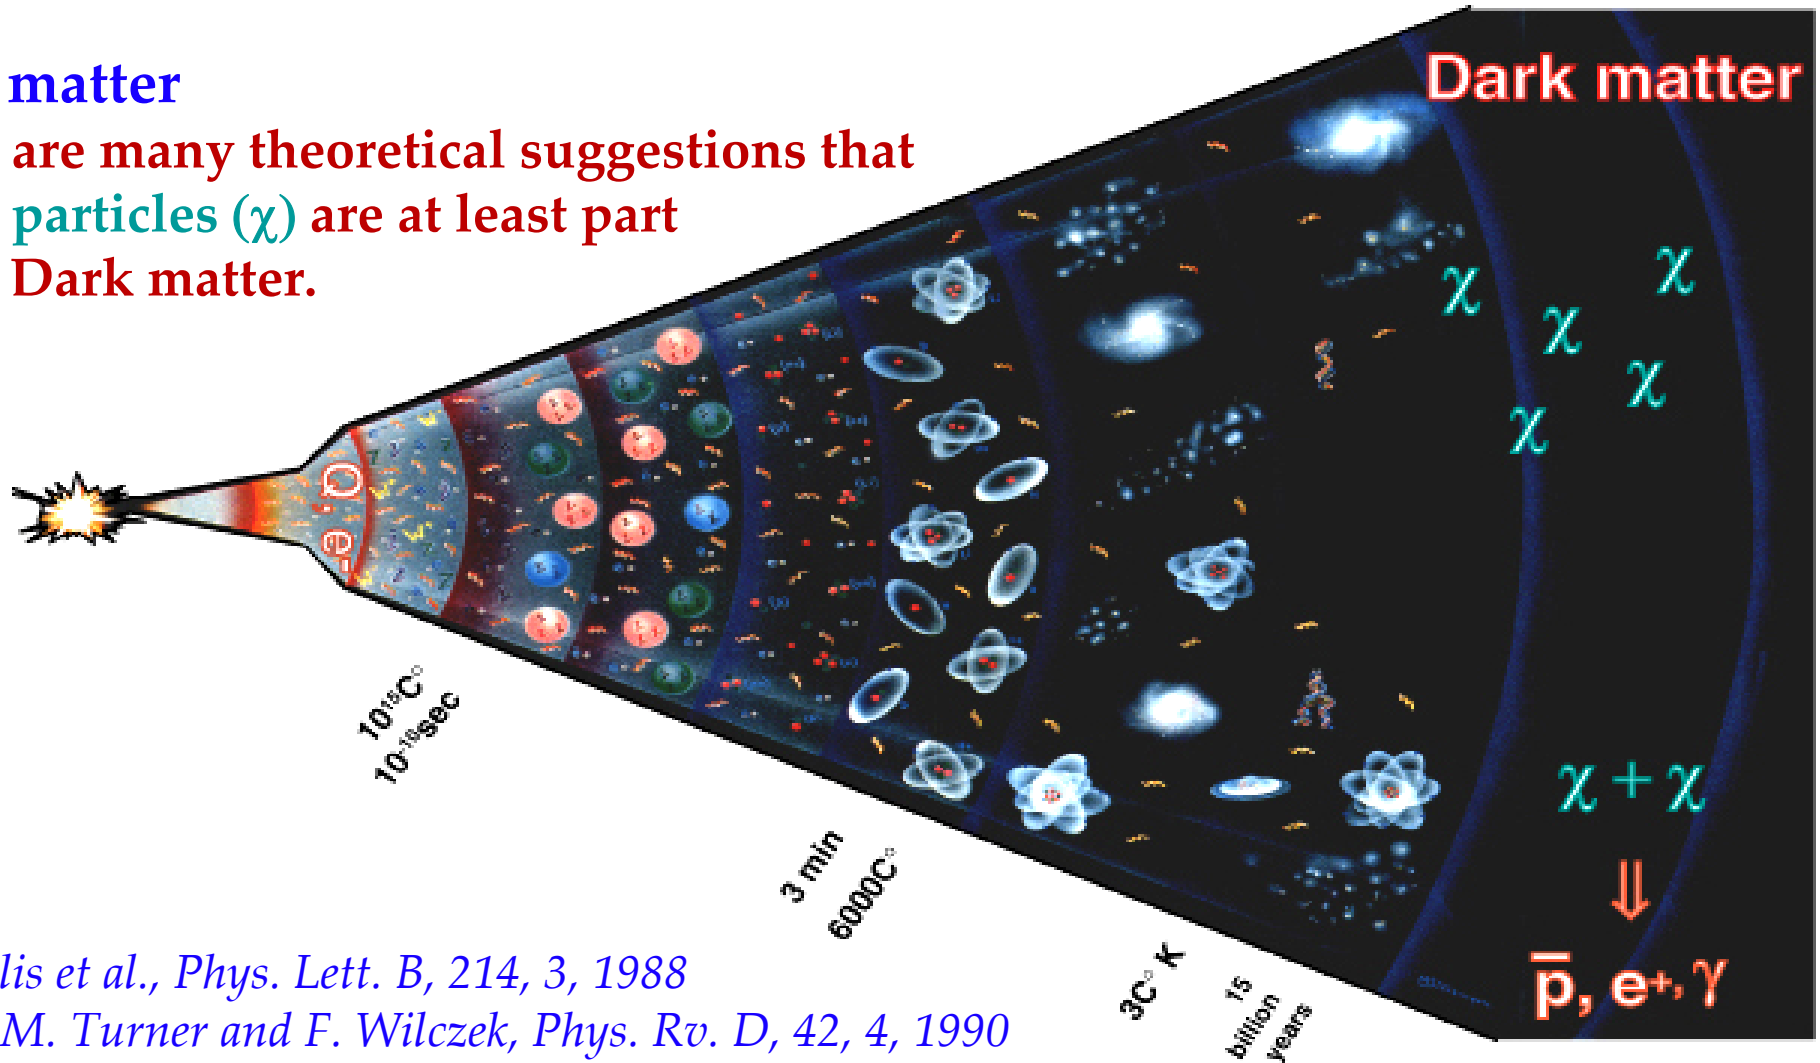 matter
Dark matter
are many theoretical suggestions that
particles (χ) are at least part
Dark matter.
χ
χ
χ
χ
χ
Q, e-
10¹⁵C°
10⁻¹⁰sec
3 min
6000C°
3C° K
15
billion
years
χ + χ
⇓
p̅, e⁺, γ
lis et al., Phys. Lett. B, 214, 3, 1988
M. Turner and F. Wilczek, Phys. Rv. D, 42, 4, 1990